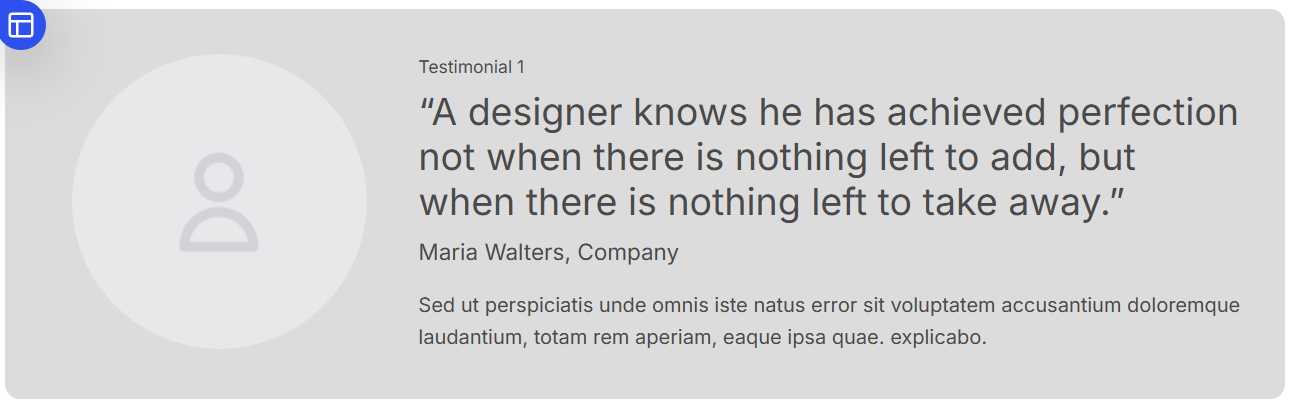 Testimonial 1
“A designer knows he has achieved perfection
not when there is nothing left to add, but
when there is nothing left to take away.”
Maria Walters, Company
Sed ut perspiciatis unde omnis iste natus error sit voluptatem accusantium doloremque
laudantium, totam rem aperiam, eaque ipsa quae. explicabo.